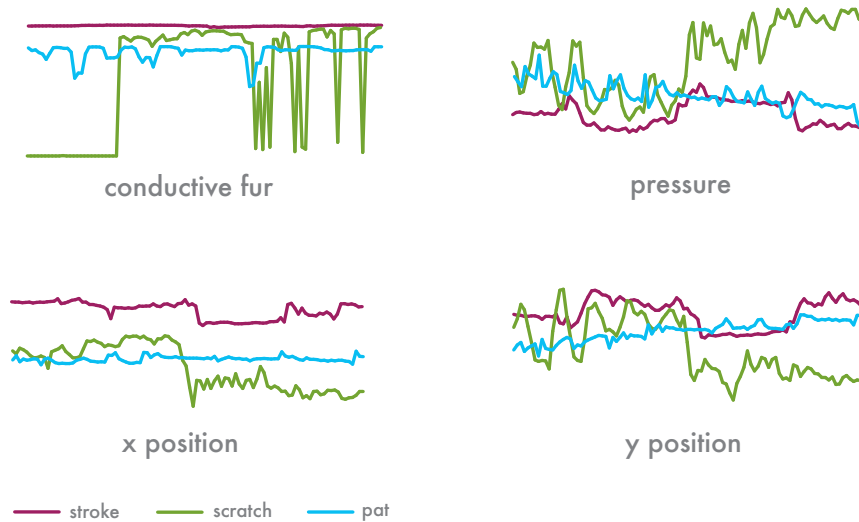 conductive fur
pressure
x position
y position
stroke
scratch
pat